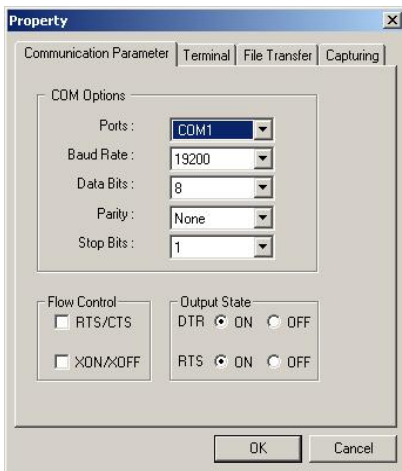 Property
Communication Parameter Terminal File Transfer Capturing
COM Options
Ports : COM1
Baud Rate : 19200
Data Bits : 8
Parity : None
Stop Bits : 1
Flow Control Output State
RTS/CTS DTR ON OFF
XON/XOFF RTS ON OFF
OK Cancel